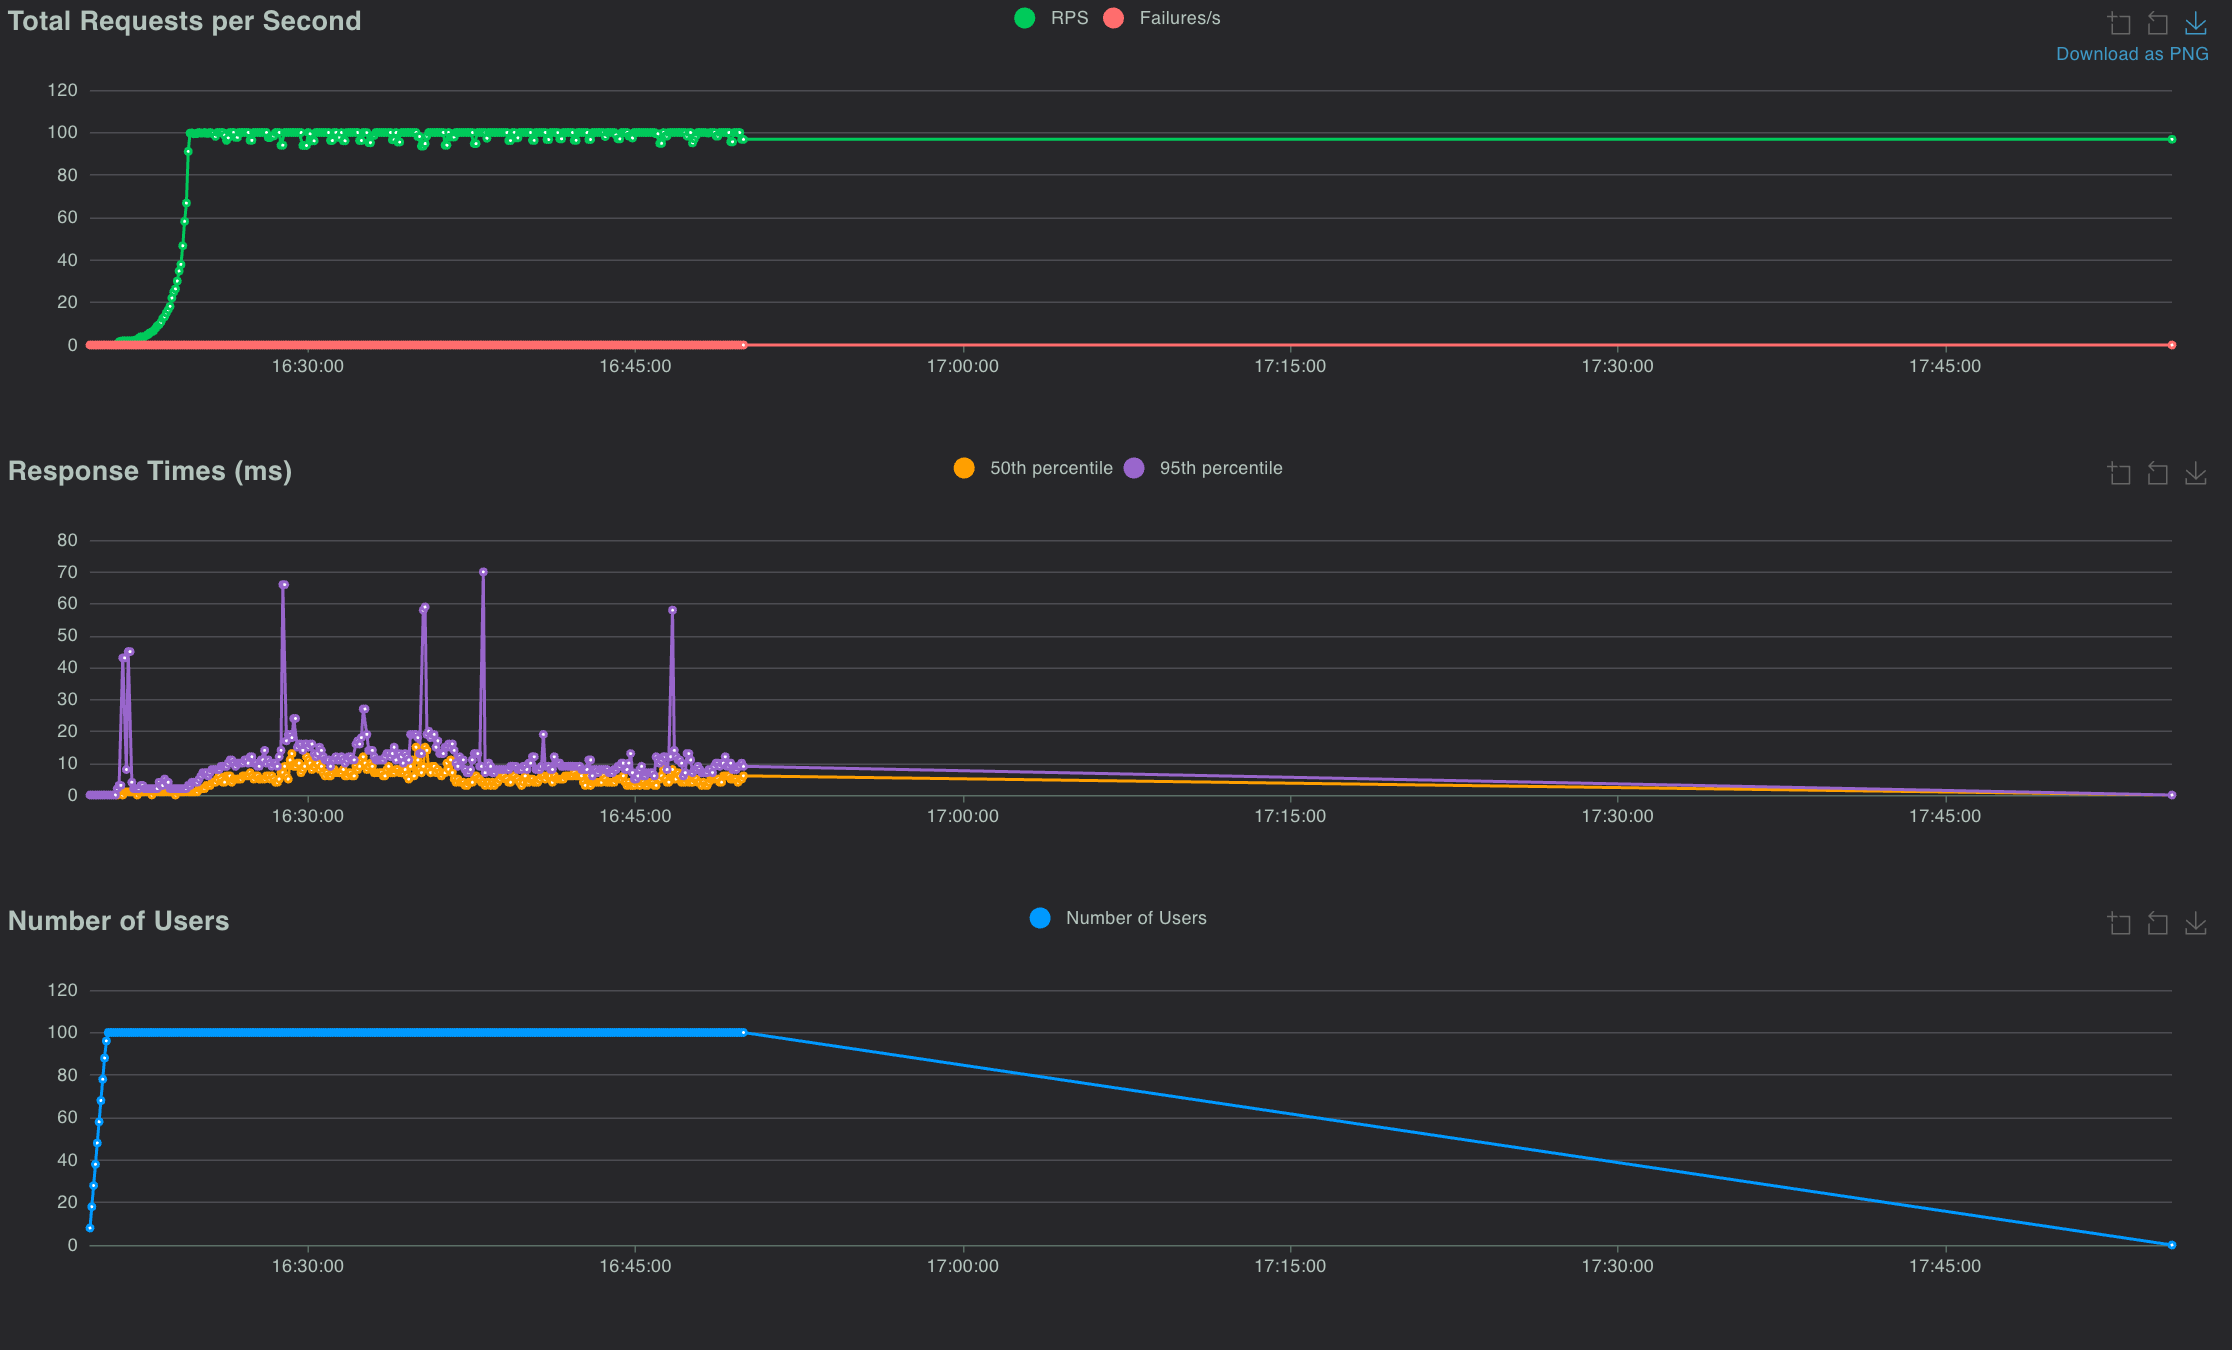 Total Requests per Second
RPS Failures/s
Download as PNG
120
100
80
60
40
20
0
16:30:00 16:45:00 17:00:00 17:15:00 17:30:00 17:45:00
Response Times (ms)
50th percentile 95th percentile
80
70
60
50
40
30
20
10
0
16:30:00 16:45:00 17:00:00 17:15:00 17:30:00 17:45:00
Number of Users
Number of Users
120
100
80
60
40
20
0
16:30:00 16:45:00 17:00:00 17:15:00 17:30:00 17:45:00